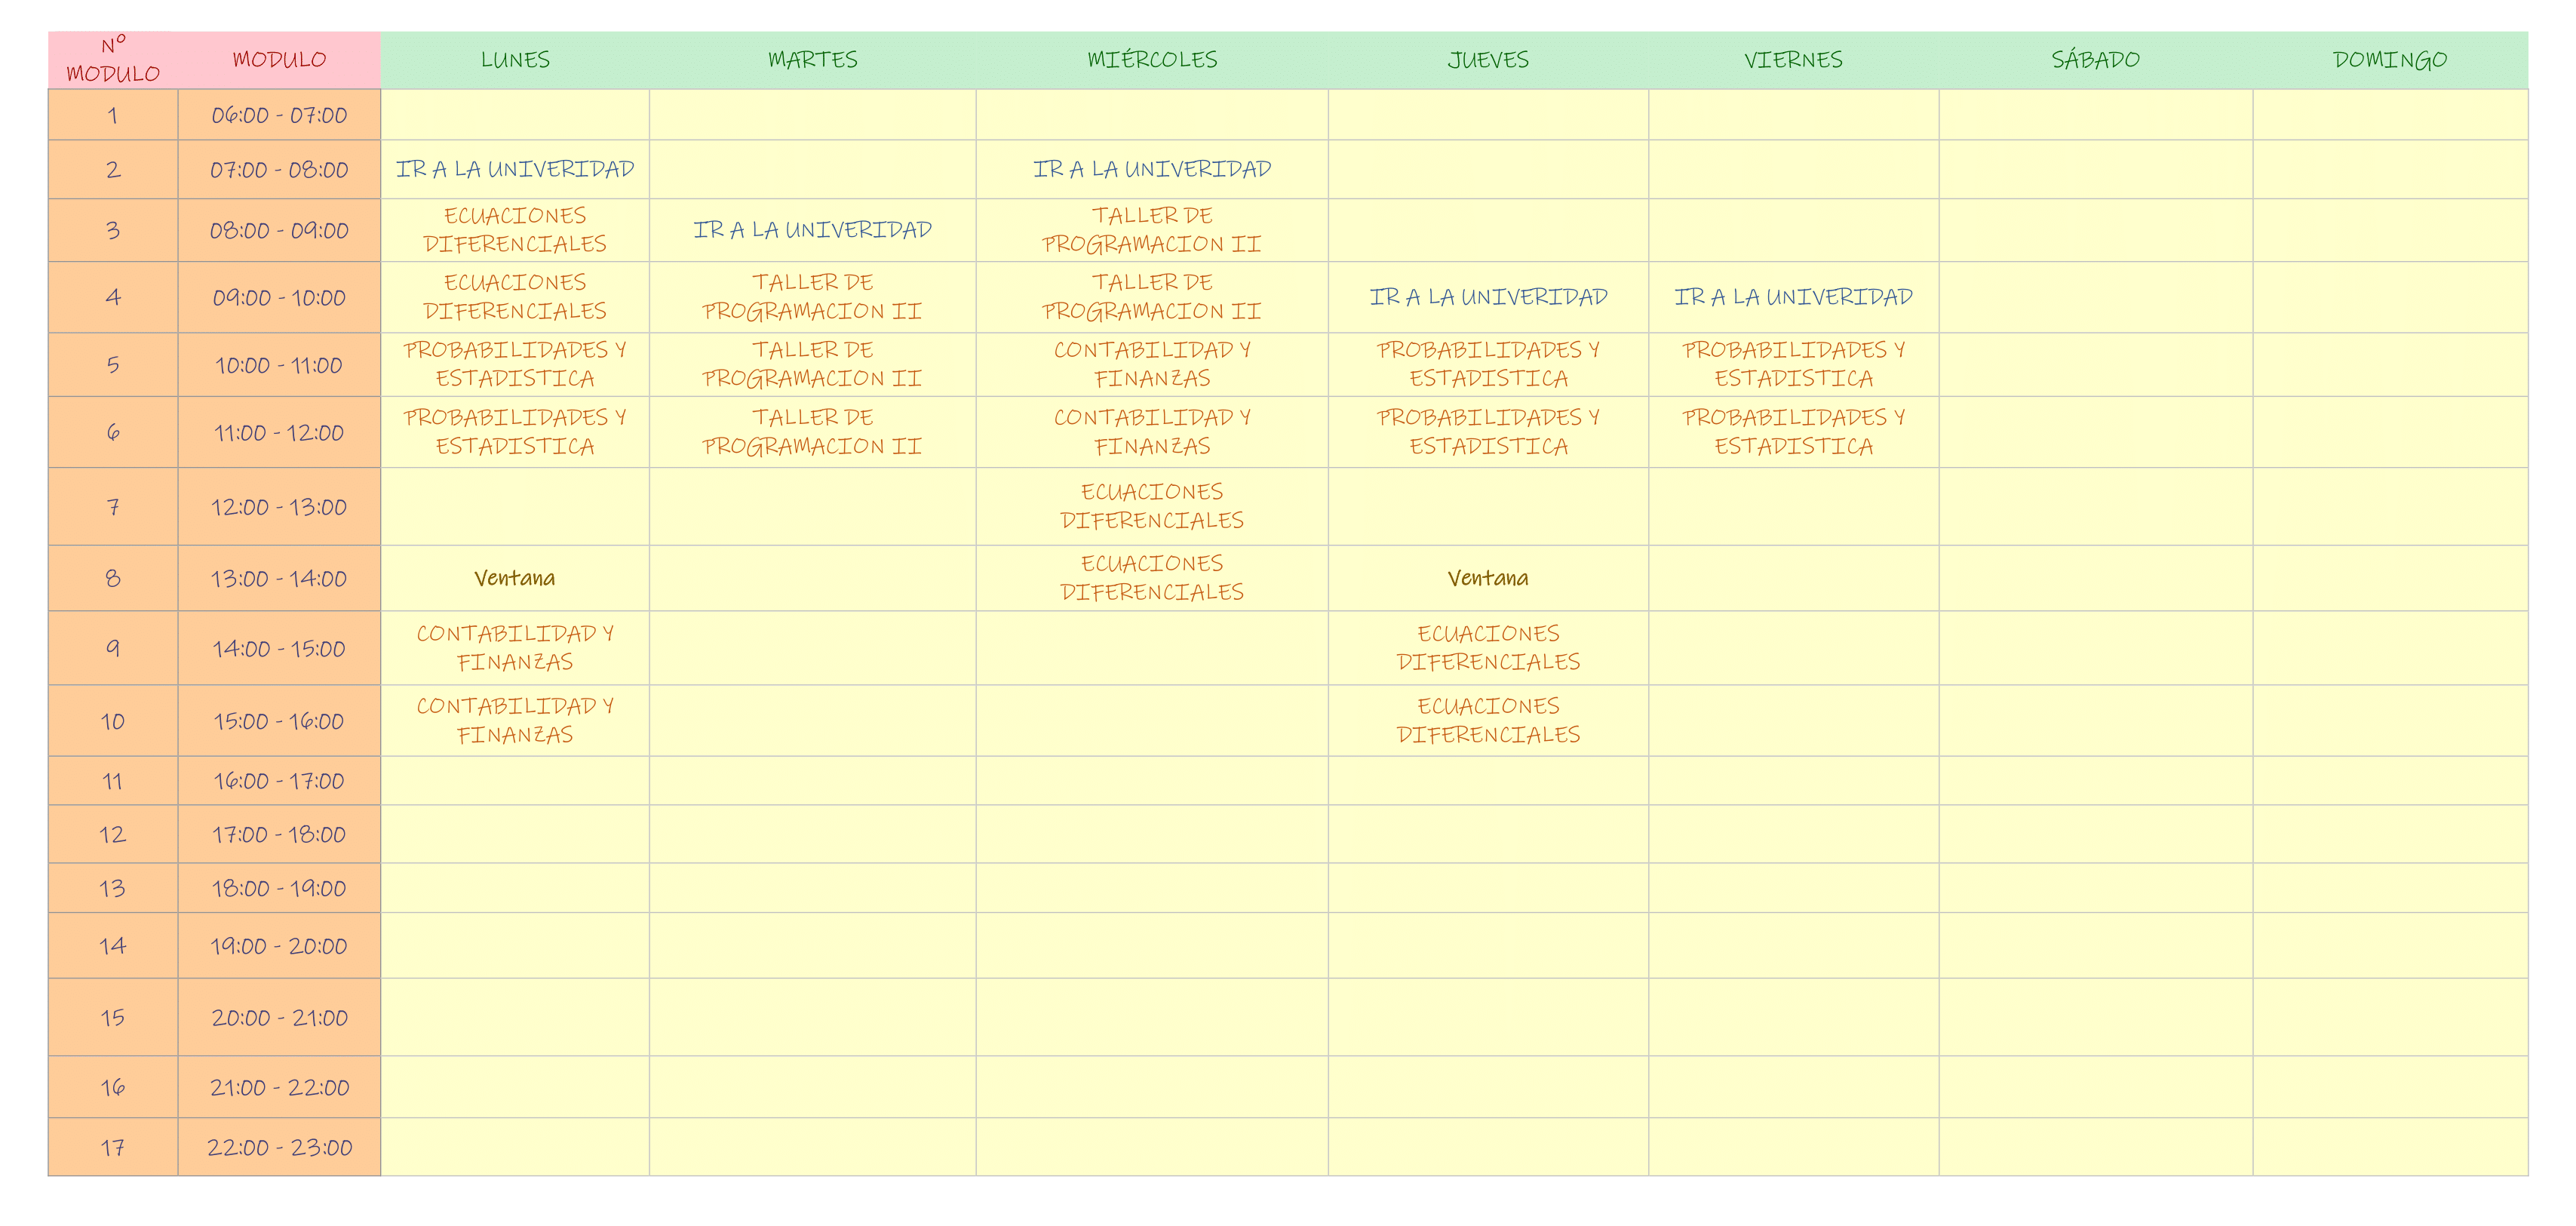 Nº
MODULO
MODULO
LUNES
MARTES
MIÉRCOLES
JUEVES
VIERNES
SÁBADO
DOMINGO
1
06:00 - 07:00
2
07:00 - 08:00
IR A LA UNIVERIDAD
IR A LA UNIVERIDAD
3
08:00 - 09:00
ECUACIONES
DIFERENCIALES
IR A LA UNIVERIDAD
TALLER DE
PROGRAMACION II
4
09:00 - 10:00
ECUACIONES
DIFERENCIALES
TALLER DE
PROGRAMACION II
TALLER DE
PROGRAMACION II
IR A LA UNIVERIDAD
IR A LA UNIVERIDAD
5
10:00 - 11:00
PROBABILIDADES Y
ESTADISTICA
TALLER DE
PROGRAMACION II
CONTABILIDAD Y
FINANZAS
PROBABILIDADES Y
ESTADISTICA
PROBABILIDADES Y
ESTADISTICA
6
11:00 - 12:00
PROBABILIDADES Y
ESTADISTICA
TALLER DE
PROGRAMACION II
CONTABILIDAD Y
FINANZAS
PROBABILIDADES Y
ESTADISTICA
PROBABILIDADES Y
ESTADISTICA
7
12:00 - 13:00
ECUACIONES
DIFERENCIALES
8
13:00 - 14:00
Ventana
ECUACIONES
DIFERENCIALES
Ventana
9
14:00 - 15:00
CONTABILIDAD Y
FINANZAS
ECUACIONES
DIFERENCIALES
10
15:00 - 16:00
CONTABILIDAD Y
FINANZAS
ECUACIONES
DIFERENCIALES
11
16:00 - 17:00
12
17:00 - 18:00
13
18:00 - 19:00
14
19:00 - 20:00
15
20:00 - 21:00
16
21:00 - 22:00
17
22:00 - 23:00